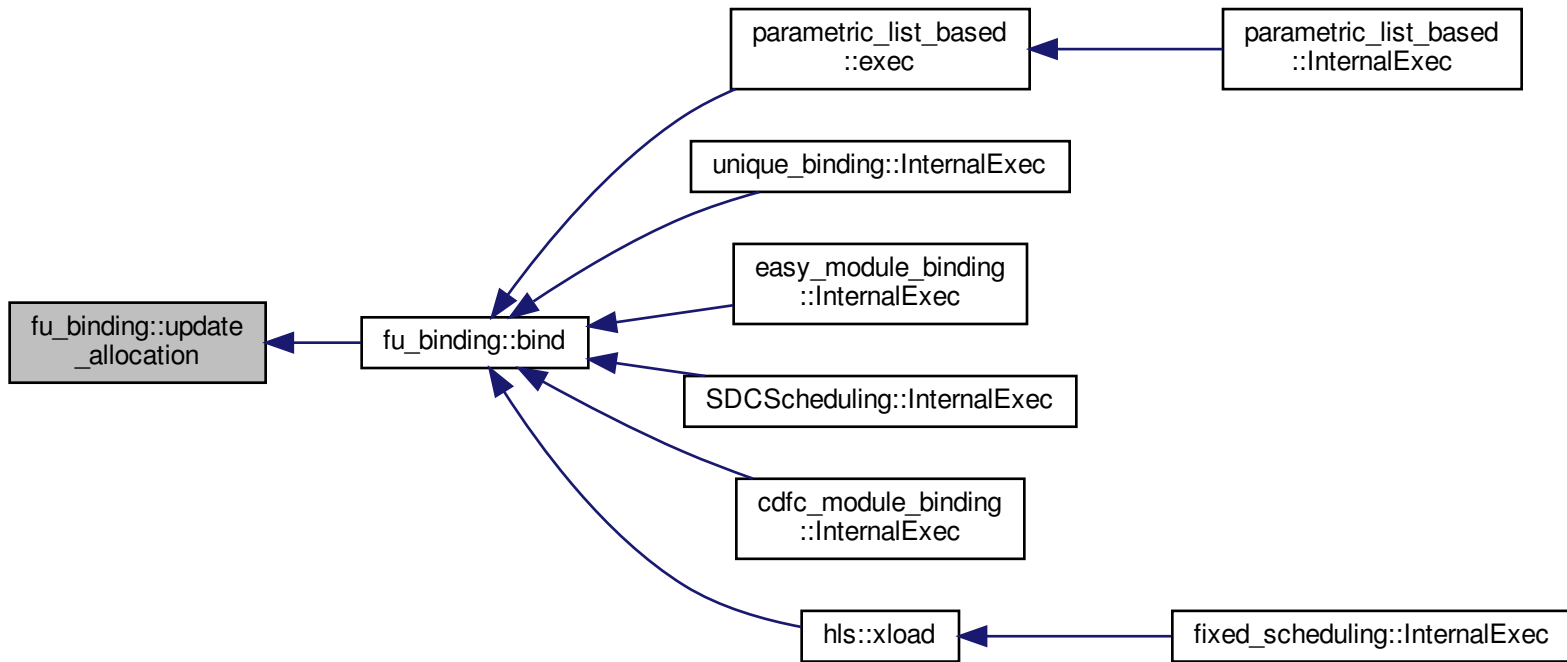 parametric_list_based
::exec
parametric_list_based
::InternalExec
unique_binding::InternalExec
easy_module_binding
::InternalExec
fu_binding::update
_allocation
fu_binding::bind
SDCScheduling::InternalExec
cdfc_module_binding
::InternalExec
hls::xload
fixed_scheduling::InternalExec